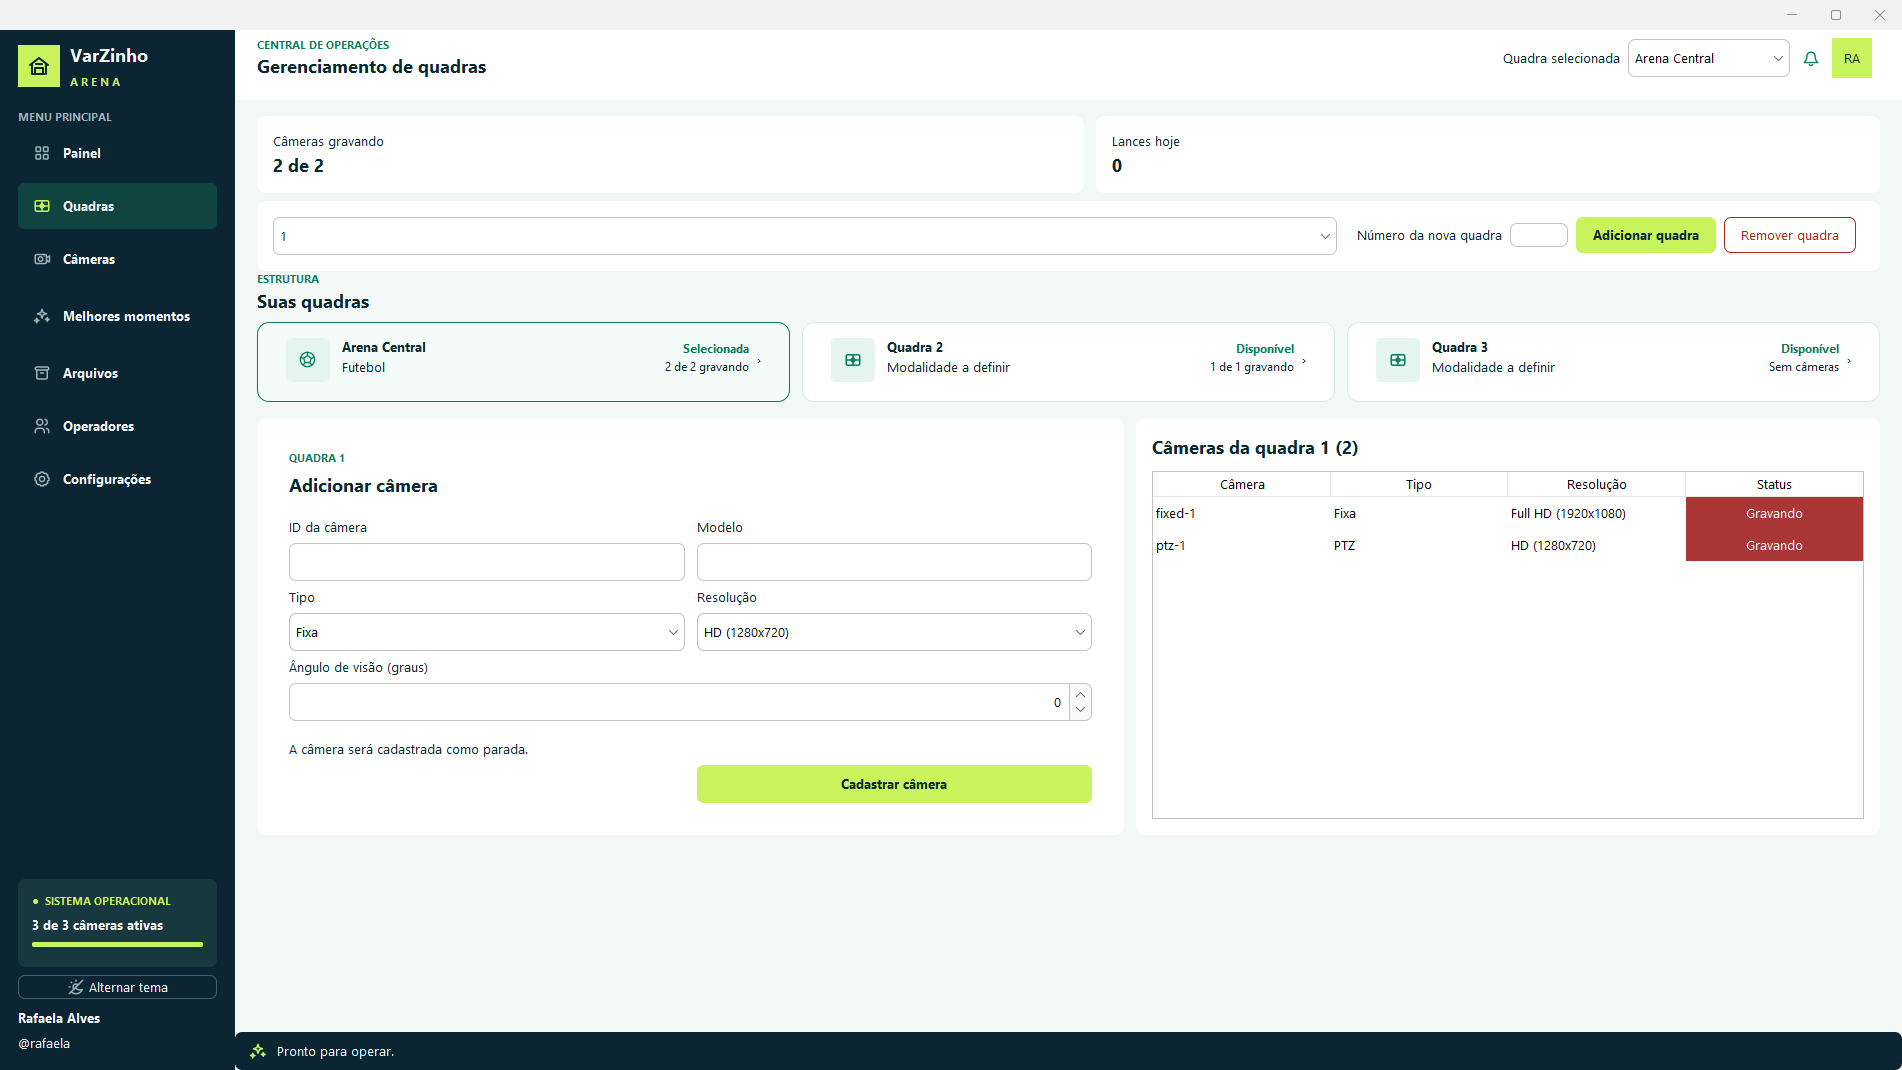 VarZinho
ARENA
MENU PRINCIPAL
Painel
Quadras
Câmeras
Melhores momentos
Arquivos
Operadores
Configurações
● SISTEMA OPERACIONAL
3 de 3 câmeras ativas
Alternar tema
Rafaela Alves
@rafaela
CENTRAL DE OPERAÇÕES
Gerenciamento de quadras
Quadra selecionada
Arena Central
RA
Câmeras gravando
2 de 2
Lances hoje
0
1
Número da nova quadra
Adicionar quadra
Remover quadra
ESTRUTURA
Suas quadras
Arena Central
Futebol
Selecionada
2 de 2 gravando
Quadra 2
Modalidade a definir
Disponível
1 de 1 gravando
Quadra 3
Modalidade a definir
Disponível
Sem câmeras
QUADRA 1
Adicionar câmera
ID da câmera
Modelo
Tipo
Resolução
Fixa
HD (1280x720)
Ângulo de visão (graus)
0
A câmera será cadastrada como parada.
Cadastrar câmera
Câmeras da quadra 1 (2)
Câmera Tipo Resolução Status
fixed-1 Fixa Full HD (1920x1080) Gravando
ptz-1 PTZ HD (1280x720) Gravando
Pronto para operar.